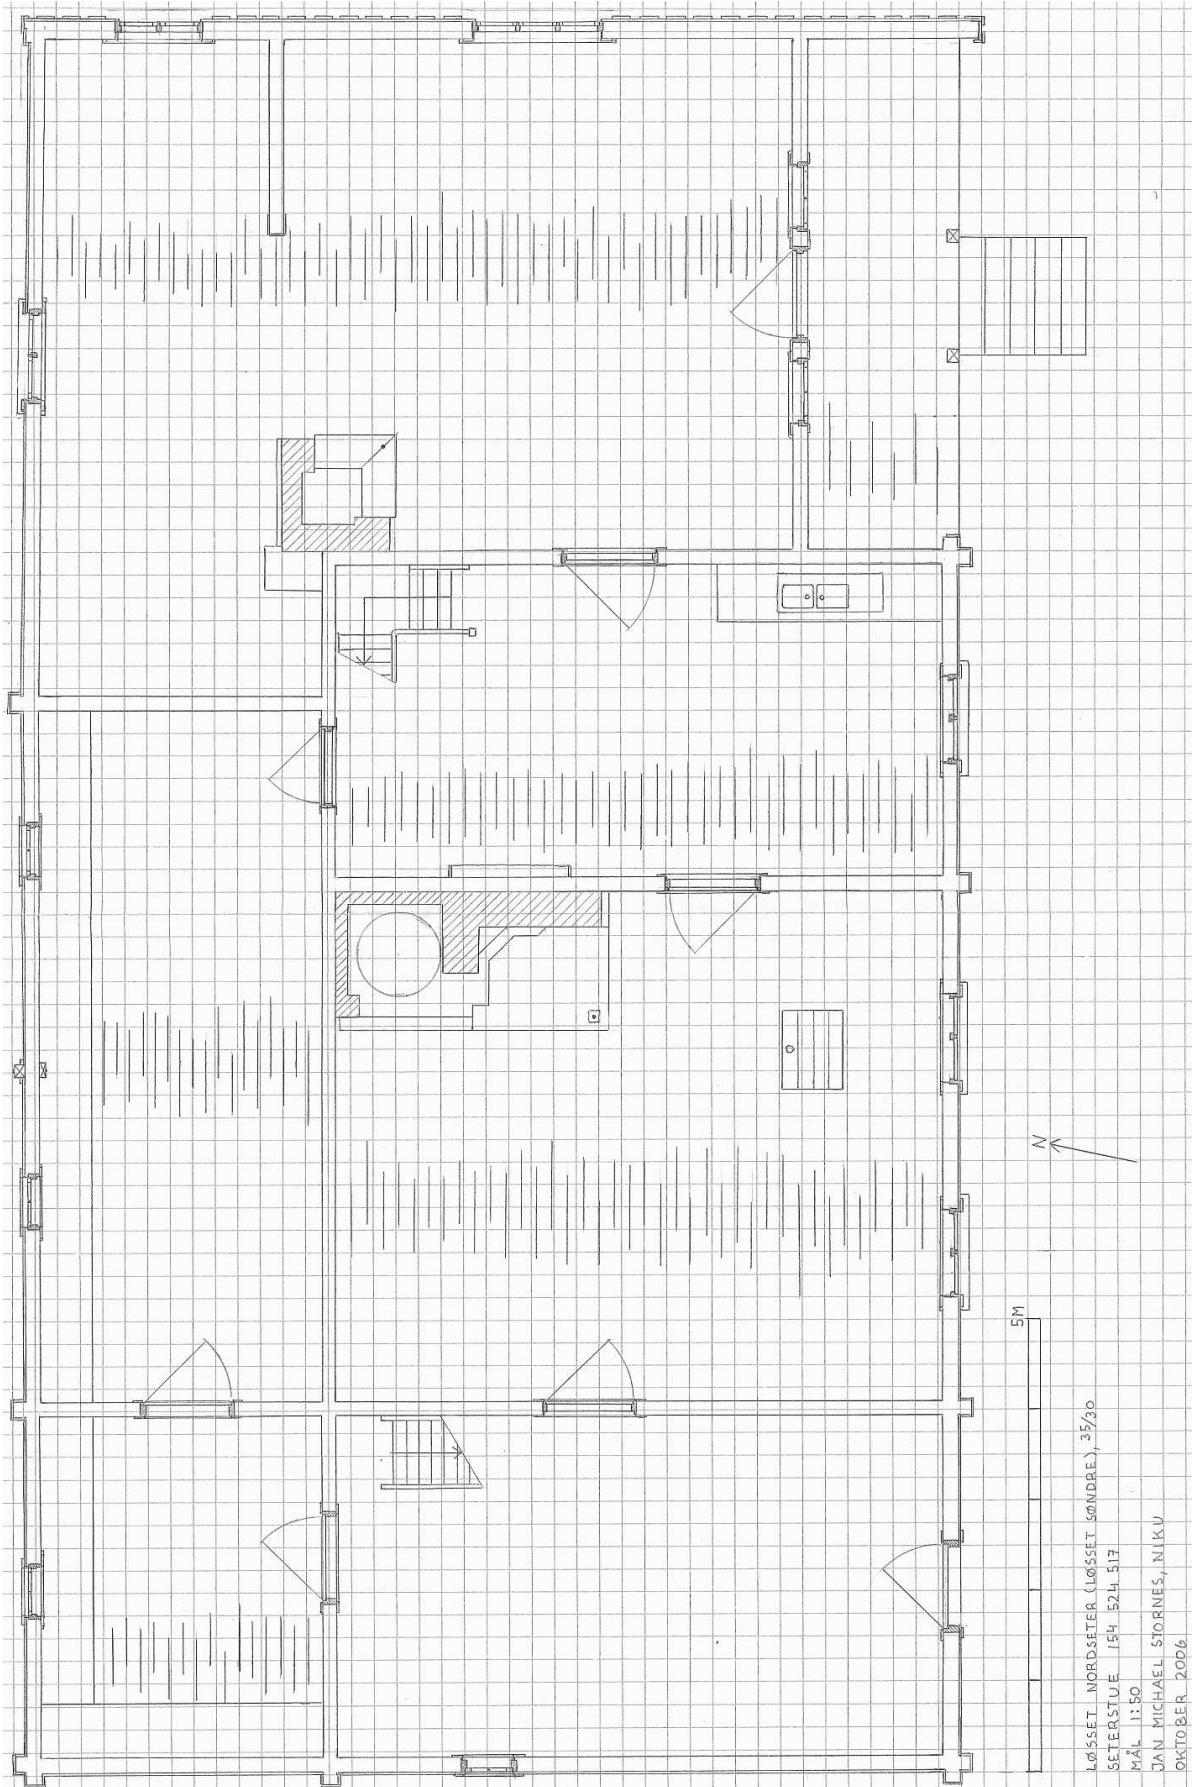 N
5M
LØSSET NORDSETER (LØSSET SØNDRE), 35/30
SETERSTUE 154 524 517
MÅL 1:50
JAN MICHAEL STORNES, NIKU
OKTOBER 2006